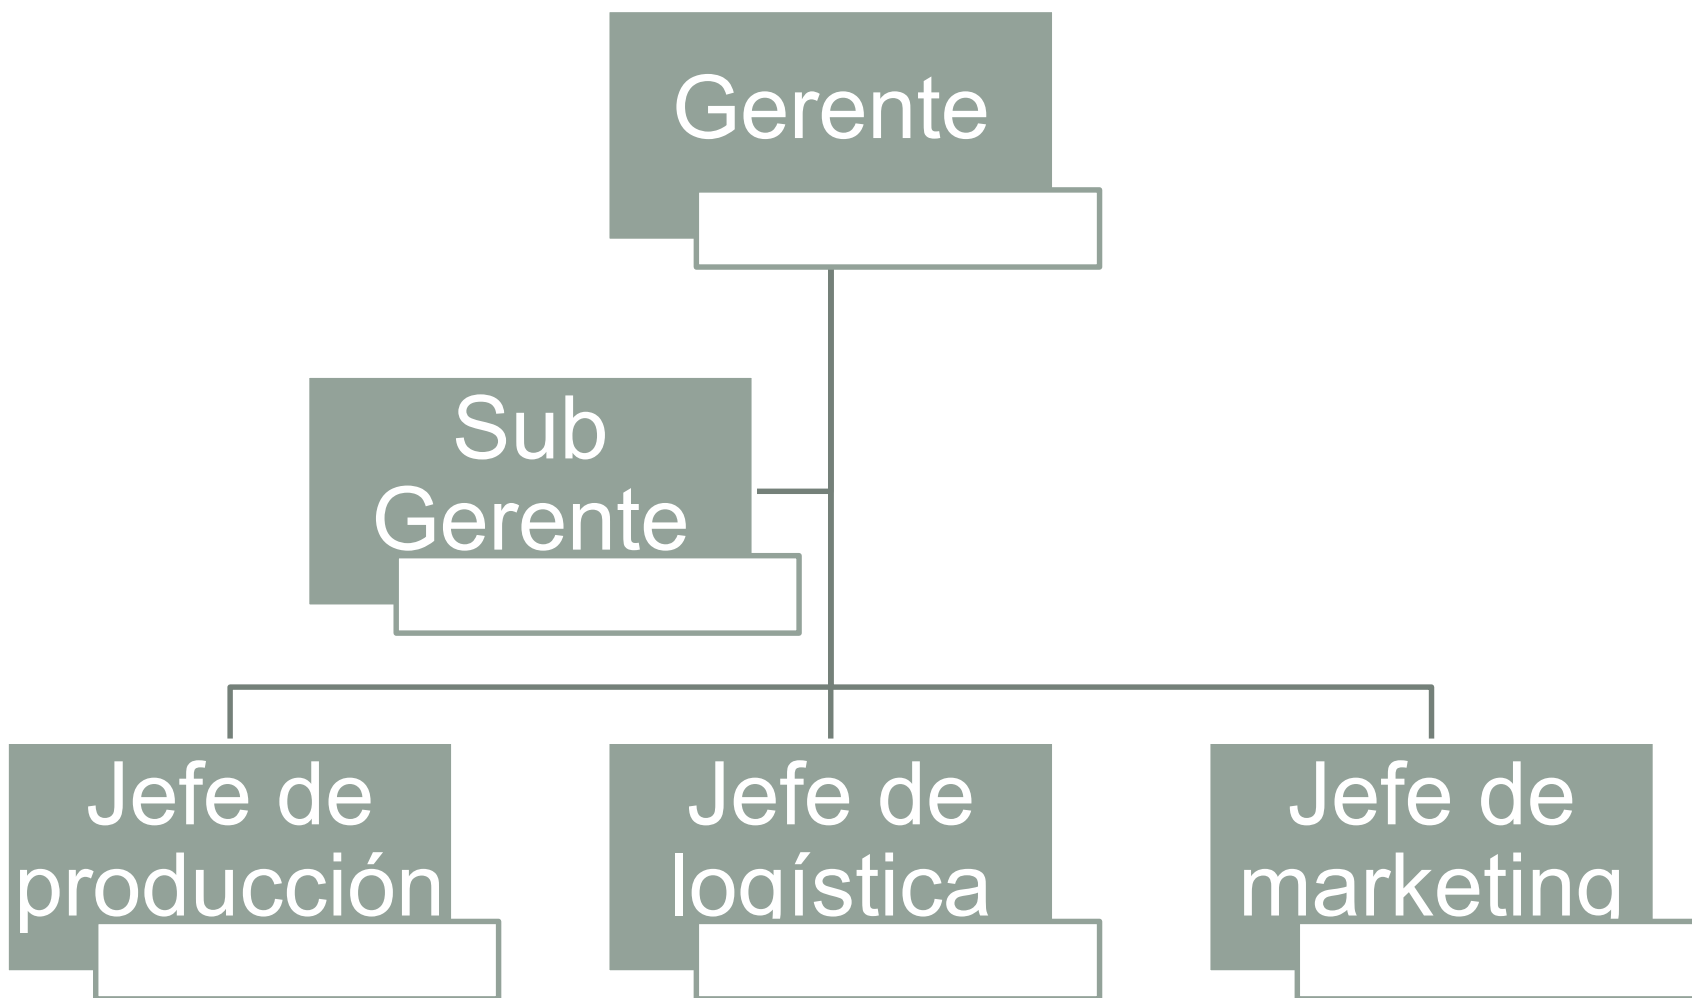 Gerente
Sub
Gerente
Jefe de
producción
Jefe de
logística
Jefe de
marketing